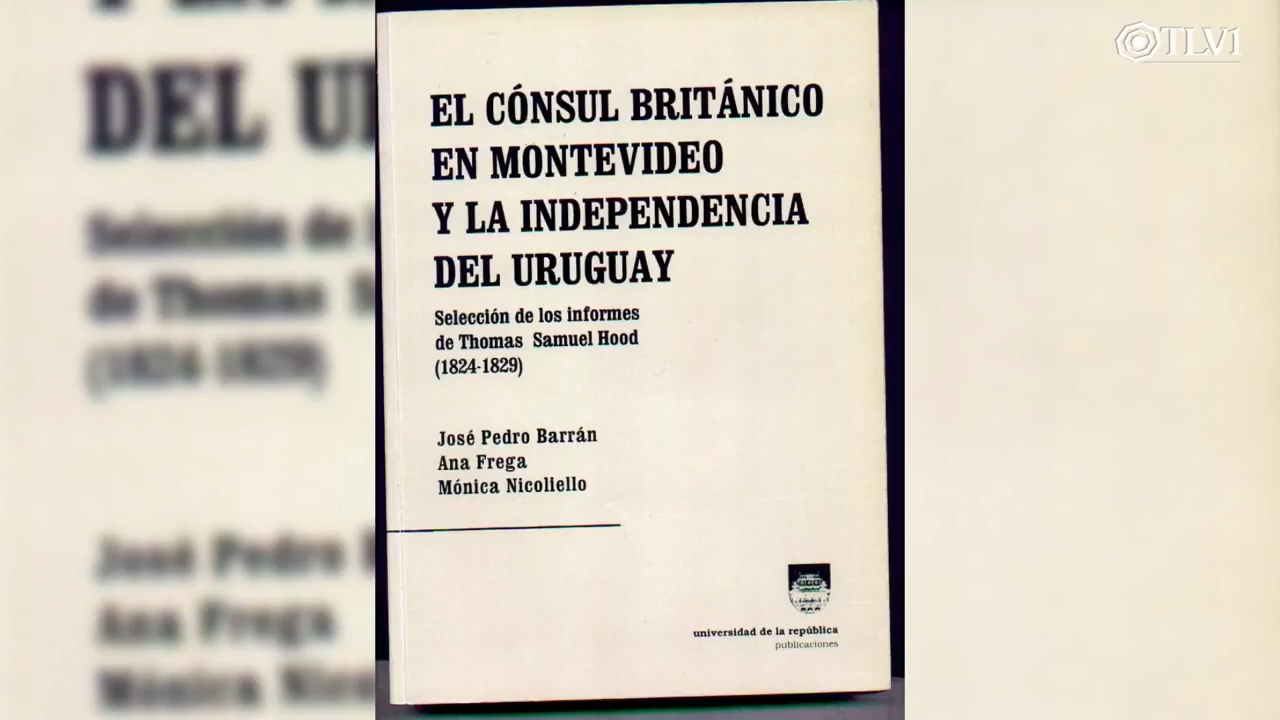 TLV1
EL CÓNSUL BRITÁNICO
EN MONTEVIDEO
Y LA INDEPENDENCIA
DEL URUGUAY
Selección de los informes
de Thomas Samuel Hood
(1824-1829)
José Pedro Barrán
Ana Frega
Mónica Nicoliello
universidad de la república
publicaciones